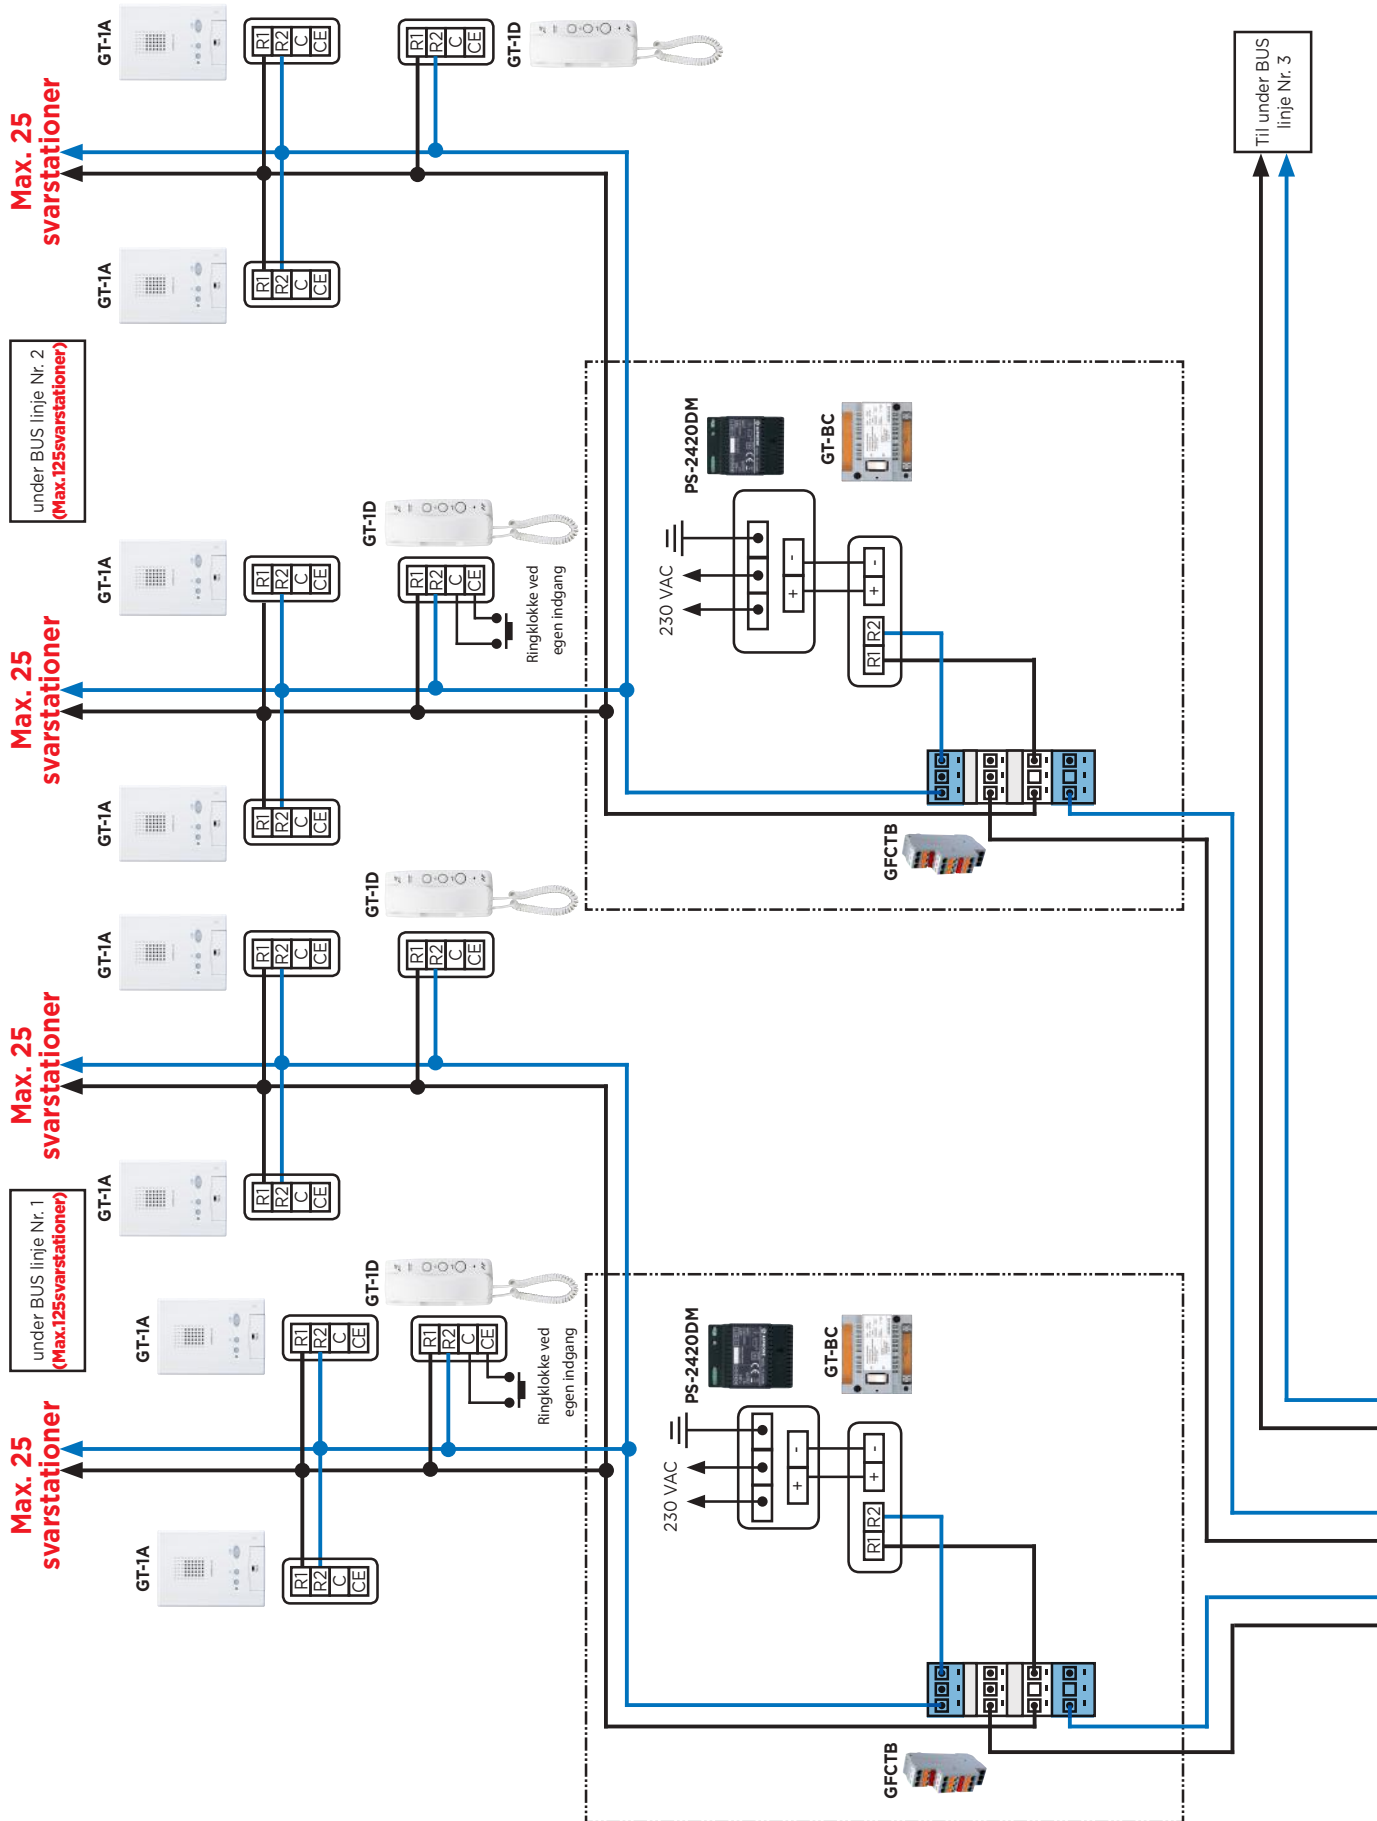 Max. 25
svarstationer
GT-1A
R1
R2
C
CE
GT-1A
R1
R2
C
CE
R1
R2
C
CE
GT-1D
Ringklokke ved
egen indgang
under BUS linje Nr. 1
(Max.125svarstationer)
Max. 25
svarstationer
GT-1A
R1
R2
C
CE
GT-1A
R1
R2
C
CE
R1
R2
C
CE
GT-1D
Max. 25
svarstationer
GT-1A
R1
R2
C
CE
GT-1A
R1
R2
C
CE
R1
R2
C
CE
GT-1D
Ringklokke ved
egen indgang
under BUS linje Nr. 2
(Max.125svarstationer)
Max. 25
svarstationer
GT-1A
R1
R2
C
CE
GT-1A
R1
R2
C
CE
R1
R2
C
CE
GT-1D
230 VAC
PS-2420DM
+ -
R1 R2 + -
GT-BC
GFCTB
230 VAC
PS-2420DM
+ -
R1 R2 + -
GT-BC
GFCTB
Til under BUS
linje Nr. 3